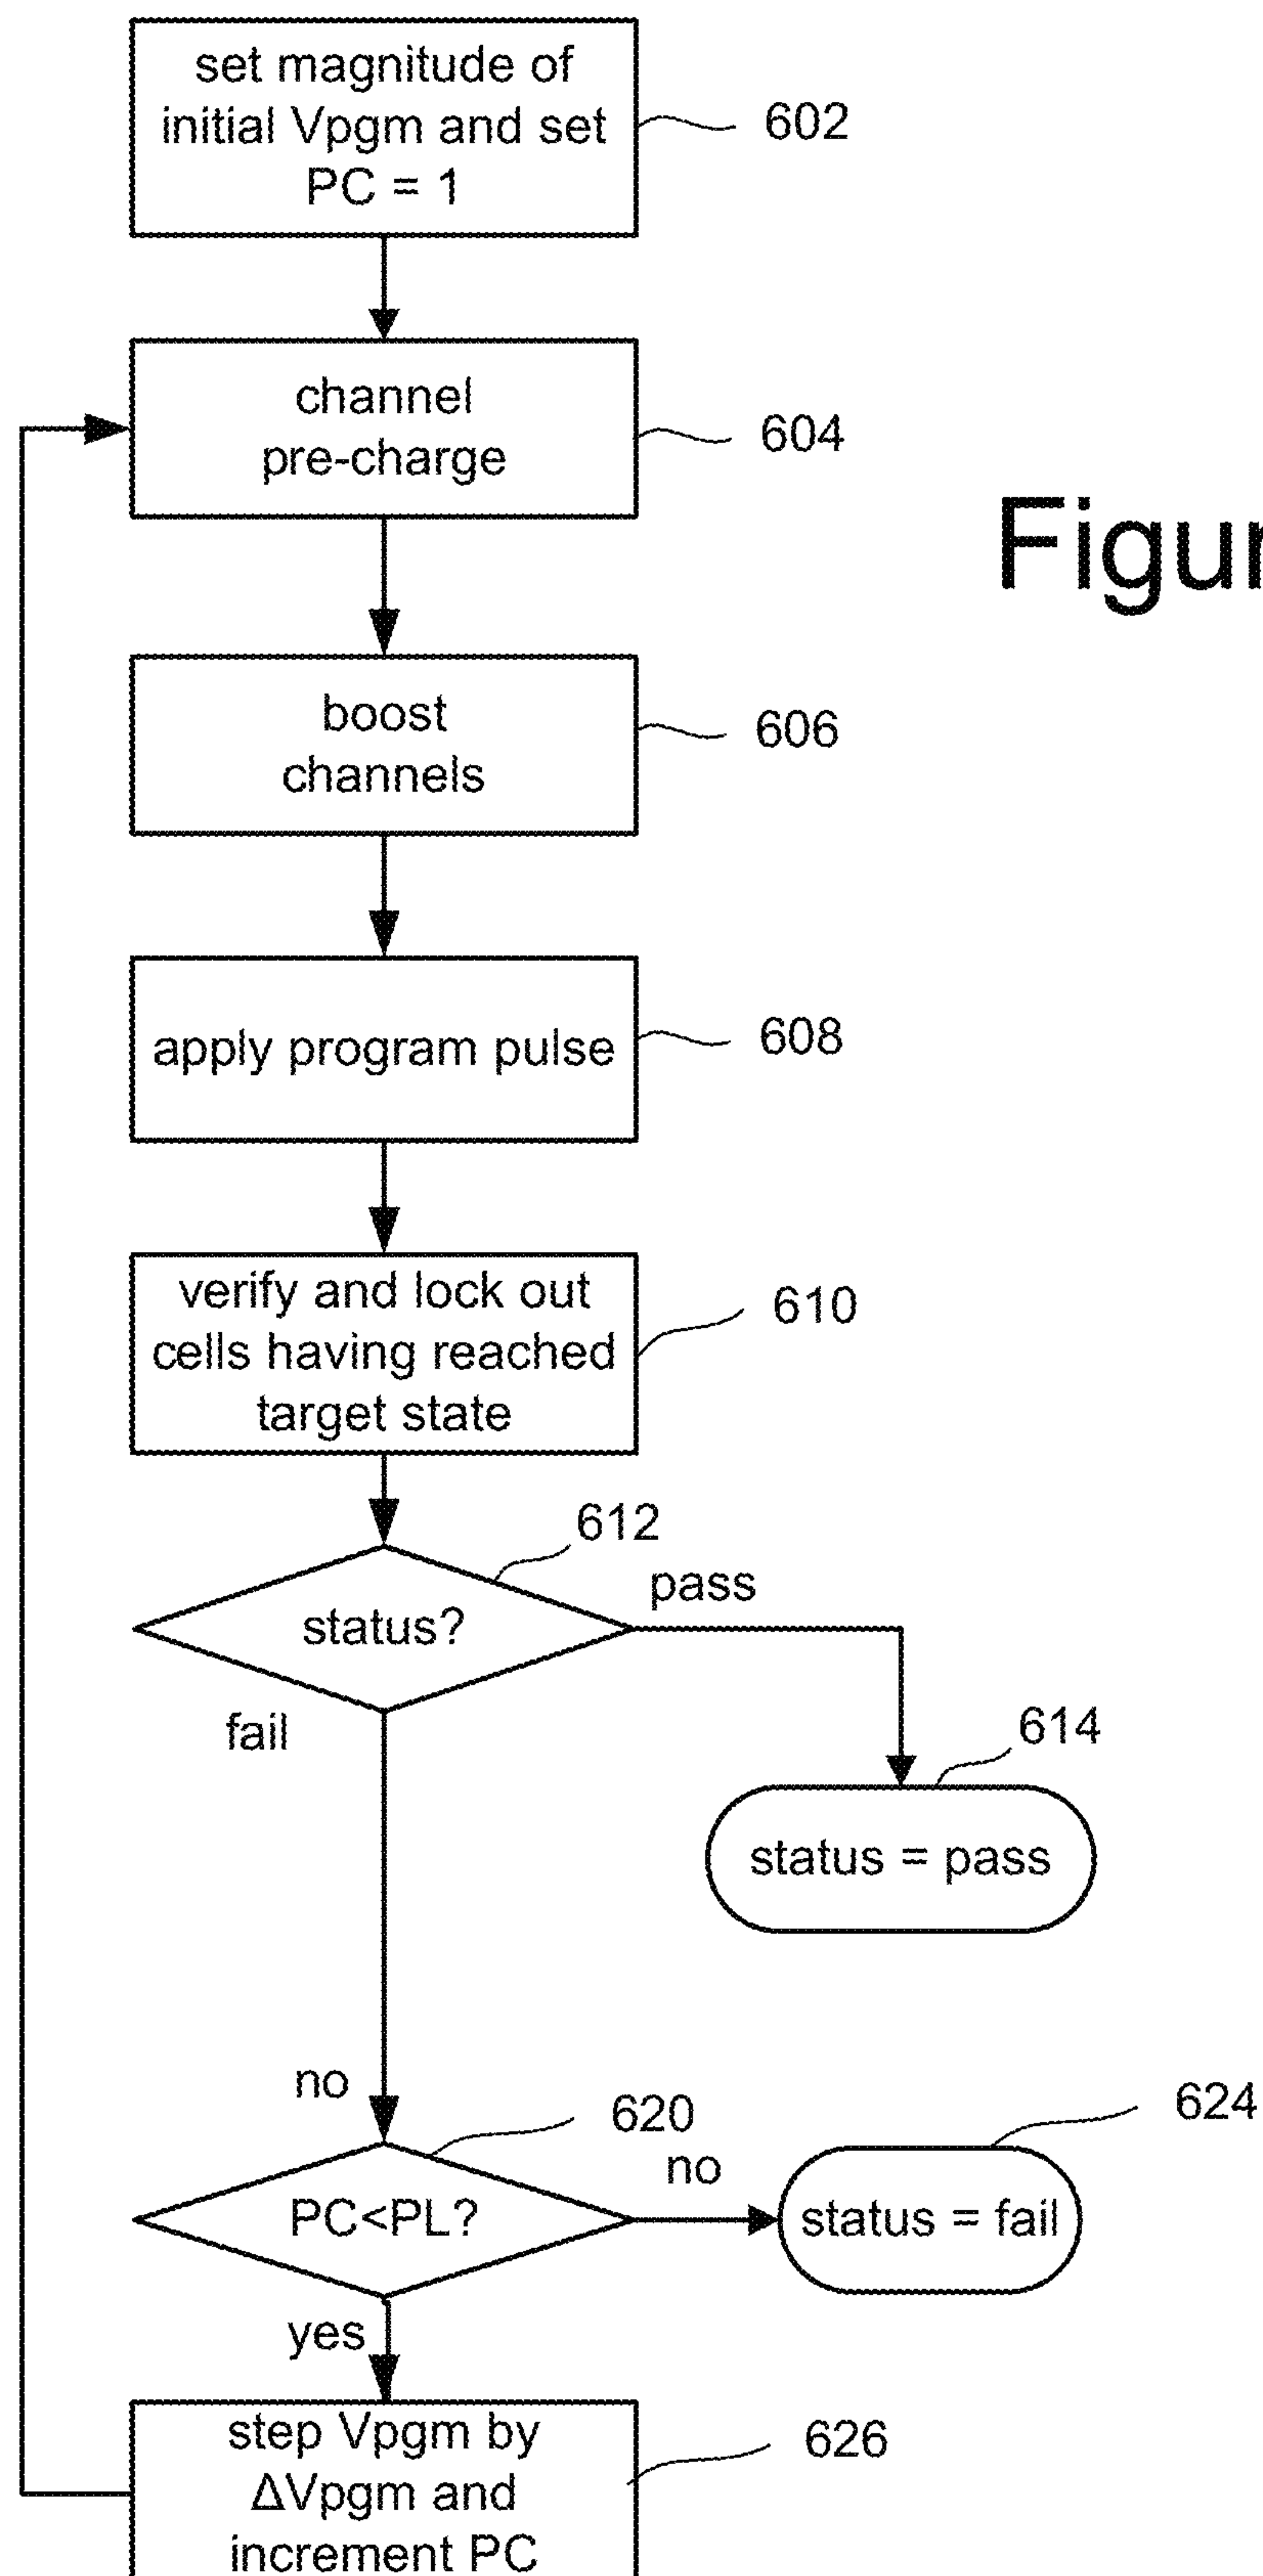 set magnitude of
initial Vpgm and set
PC = 1
602
channel
pre-charge
604
Figur
boost
channels
606
apply program pulse
608
verify and lock out
cells having reached
target state
610
612
status?
pass
fail
614
status = pass
no
620
PC<PL?
no
624
status = fail
yes
step Vpgm by
ΔVpgm and
increment PC
626